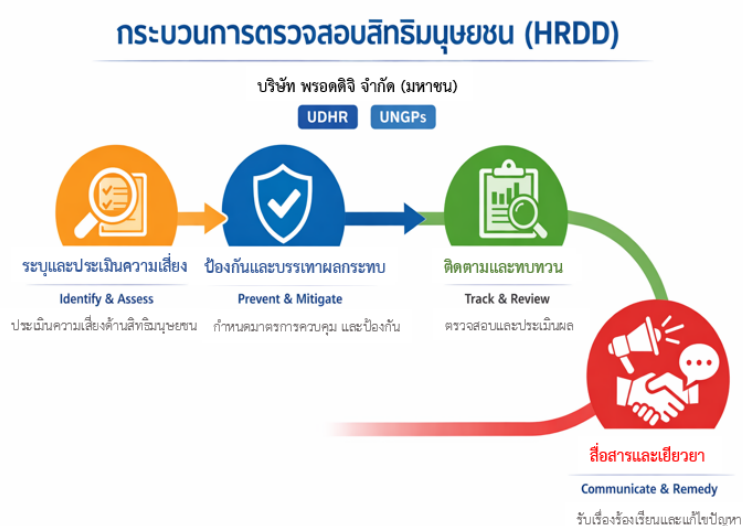 กระบวนการตรวจสอบสิทธิมนุษยชน (HRDD)
บริษัท พรอดดิจิ จำกัด (มหาชน)
UDHR UNGPs
ระบุและประเมินความเสี่ยง
Identify & Assess
ประเมินความเสี่ยงด้านสิทธิมนุษยชน
ป้องกันและบรรเทาผลกระทบ
Prevent & Mitigate
กำหนดมาตรการควบคุม และป้องกัน
ติดตามและทบทวน
Track & Review
ตรวจสอบและประเมินผล
สื่อสารและเยียวยา
Communicate & Remedy
รับเรื่องร้องเรียนและแก้ไขปัญหา